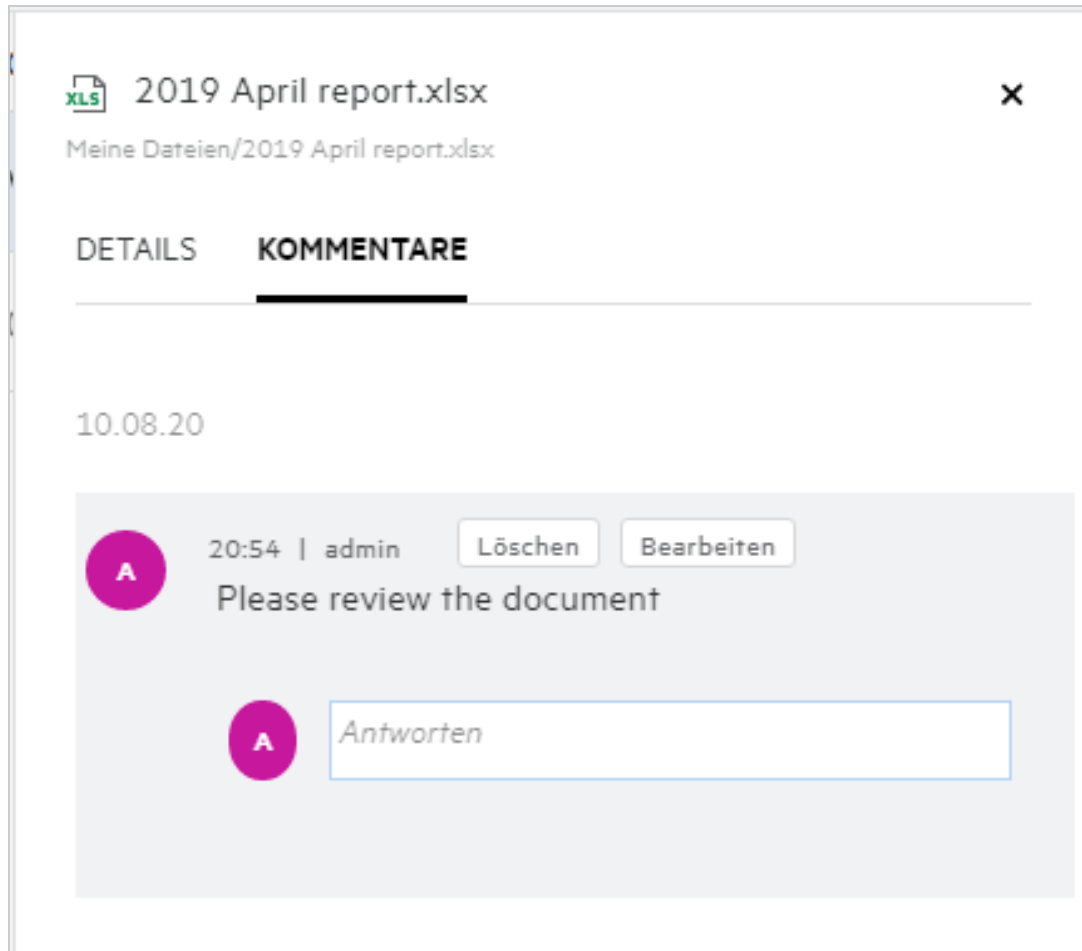 XLS 2019 April report.xlsx
Meine Dateien/2019 April report.xlsx
DETAILS KOMMENTARE
10.08.20
A 20:54 | admin Löschen Bearbeiten
Please review the document
A Antworten